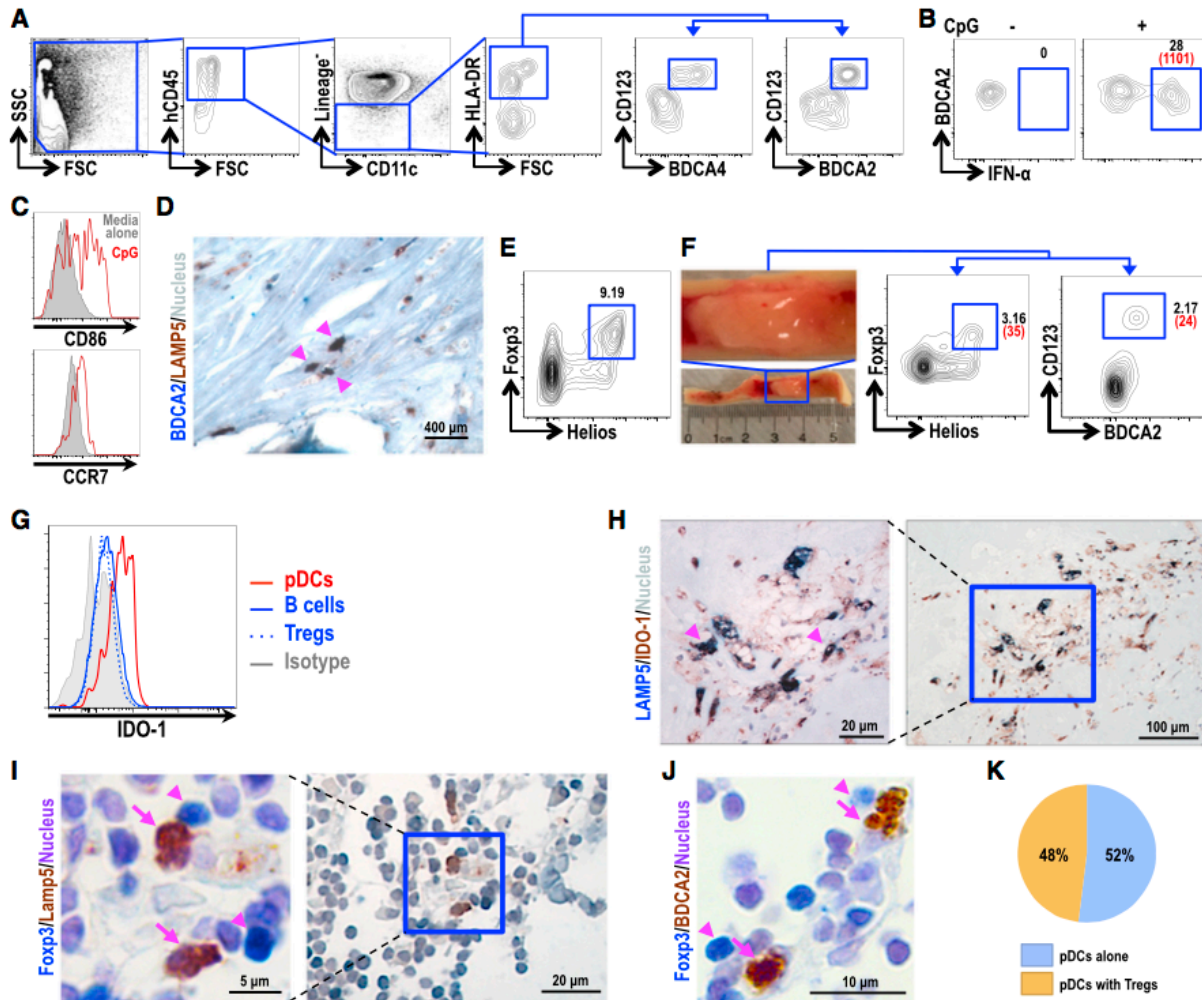 A
SSC
FSC
hCD45
FSC
Lineage-
CD11c
HLA-DR
FSC
CD123
BDCA4
CD123
BDCA2
B
CpG - +
0
28
(1101)
BDCA2
IFN-α
C
Media
alone
CpG
CD86
CCR7
D
BDCA2/LAMP5/Nucleus
400 µm
E
9.19
Foxp3
Helios
F
0 1cm 2 3 4 5
Foxp3
3.16
(35)
Helios
CD123
2.17
(24)
BDCA2
G
pDCs
B cells
Tregs
Isotype
IDO-1
H
LAMP5/IDO-1/Nucleus
20 µm
100 µm
I
Foxp3/Lamp5/Nucleus
5 µm
20 µm
J
Foxp3/BDCA2/Nucleus
10 µm
K
48%
52%
pDCs alone
pDCs with Tregs